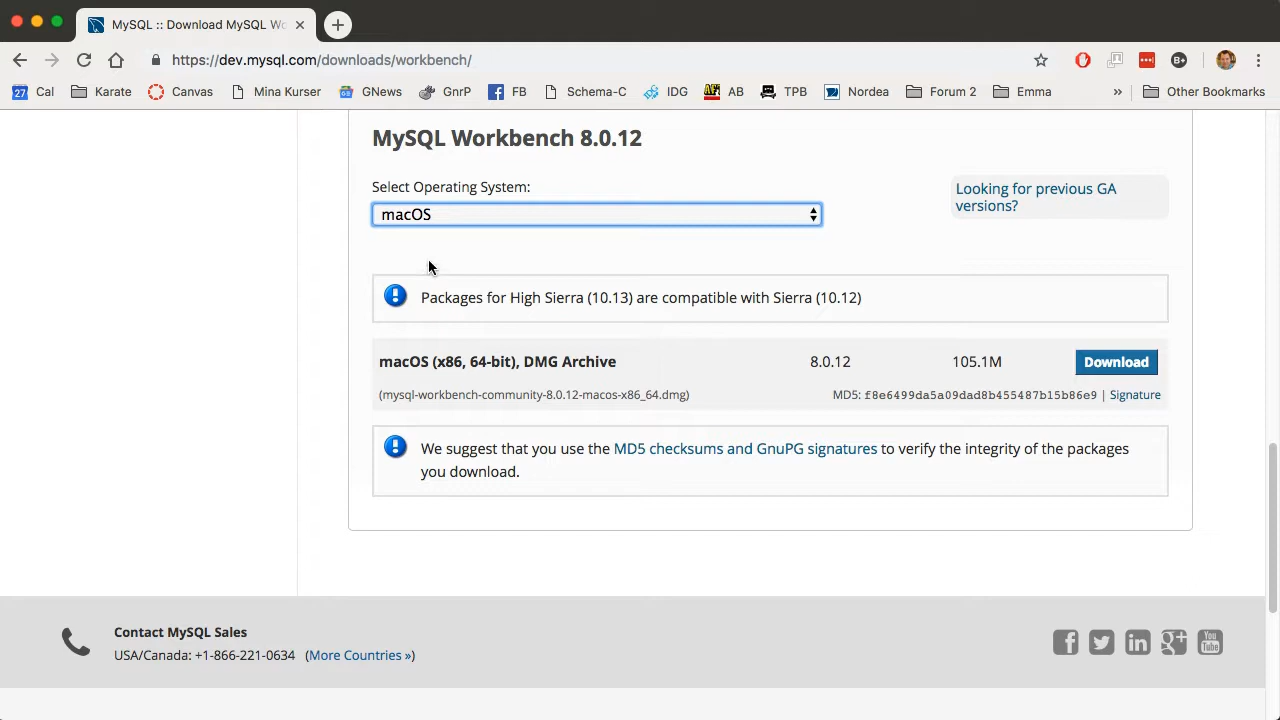 MySQL :: Download MySQL Wo
https://dev.mysql.com/downloads/workbench/
27 Cal Karate Canvas Mina Kurser GNews GnrP FB Schema-C IDG AB TPB Nordea Forum 2 Emma » Other Bookmarks
MySQL Workbench 8.0.12
Select Operating System:
macOS
Looking for previous GA
versions?
Packages for High Sierra (10.13) are compatible with Sierra (10.12)
macOS (x86, 64-bit), DMG Archive 8.0.12 105.1M Download
(mysql-workbench-community-8.0.12-macos-x86_64.dmg) MD5: f8e6499da5a09dad8b455487b15b86e9 | Signature
We suggest that you use the MD5 checksums and GnuPG signatures to verify the integrity of the packages
you download.
Contact MySQL Sales
USA/Canada: +1-866-221-0634 (More Countries »)